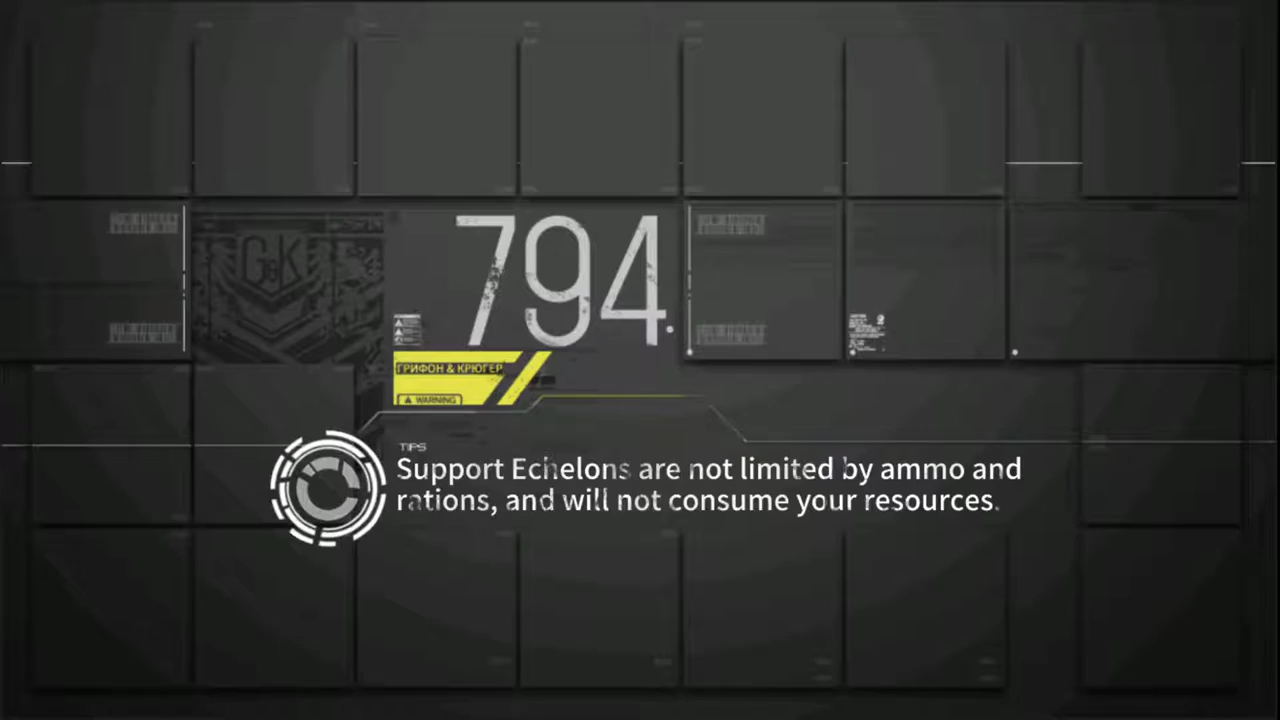 G&K
794.
ГРИФОН & КРЮГЕР
WARNING
TIPS
Support Echelons are not limited by ammo and
rations, and will not consume your resources.